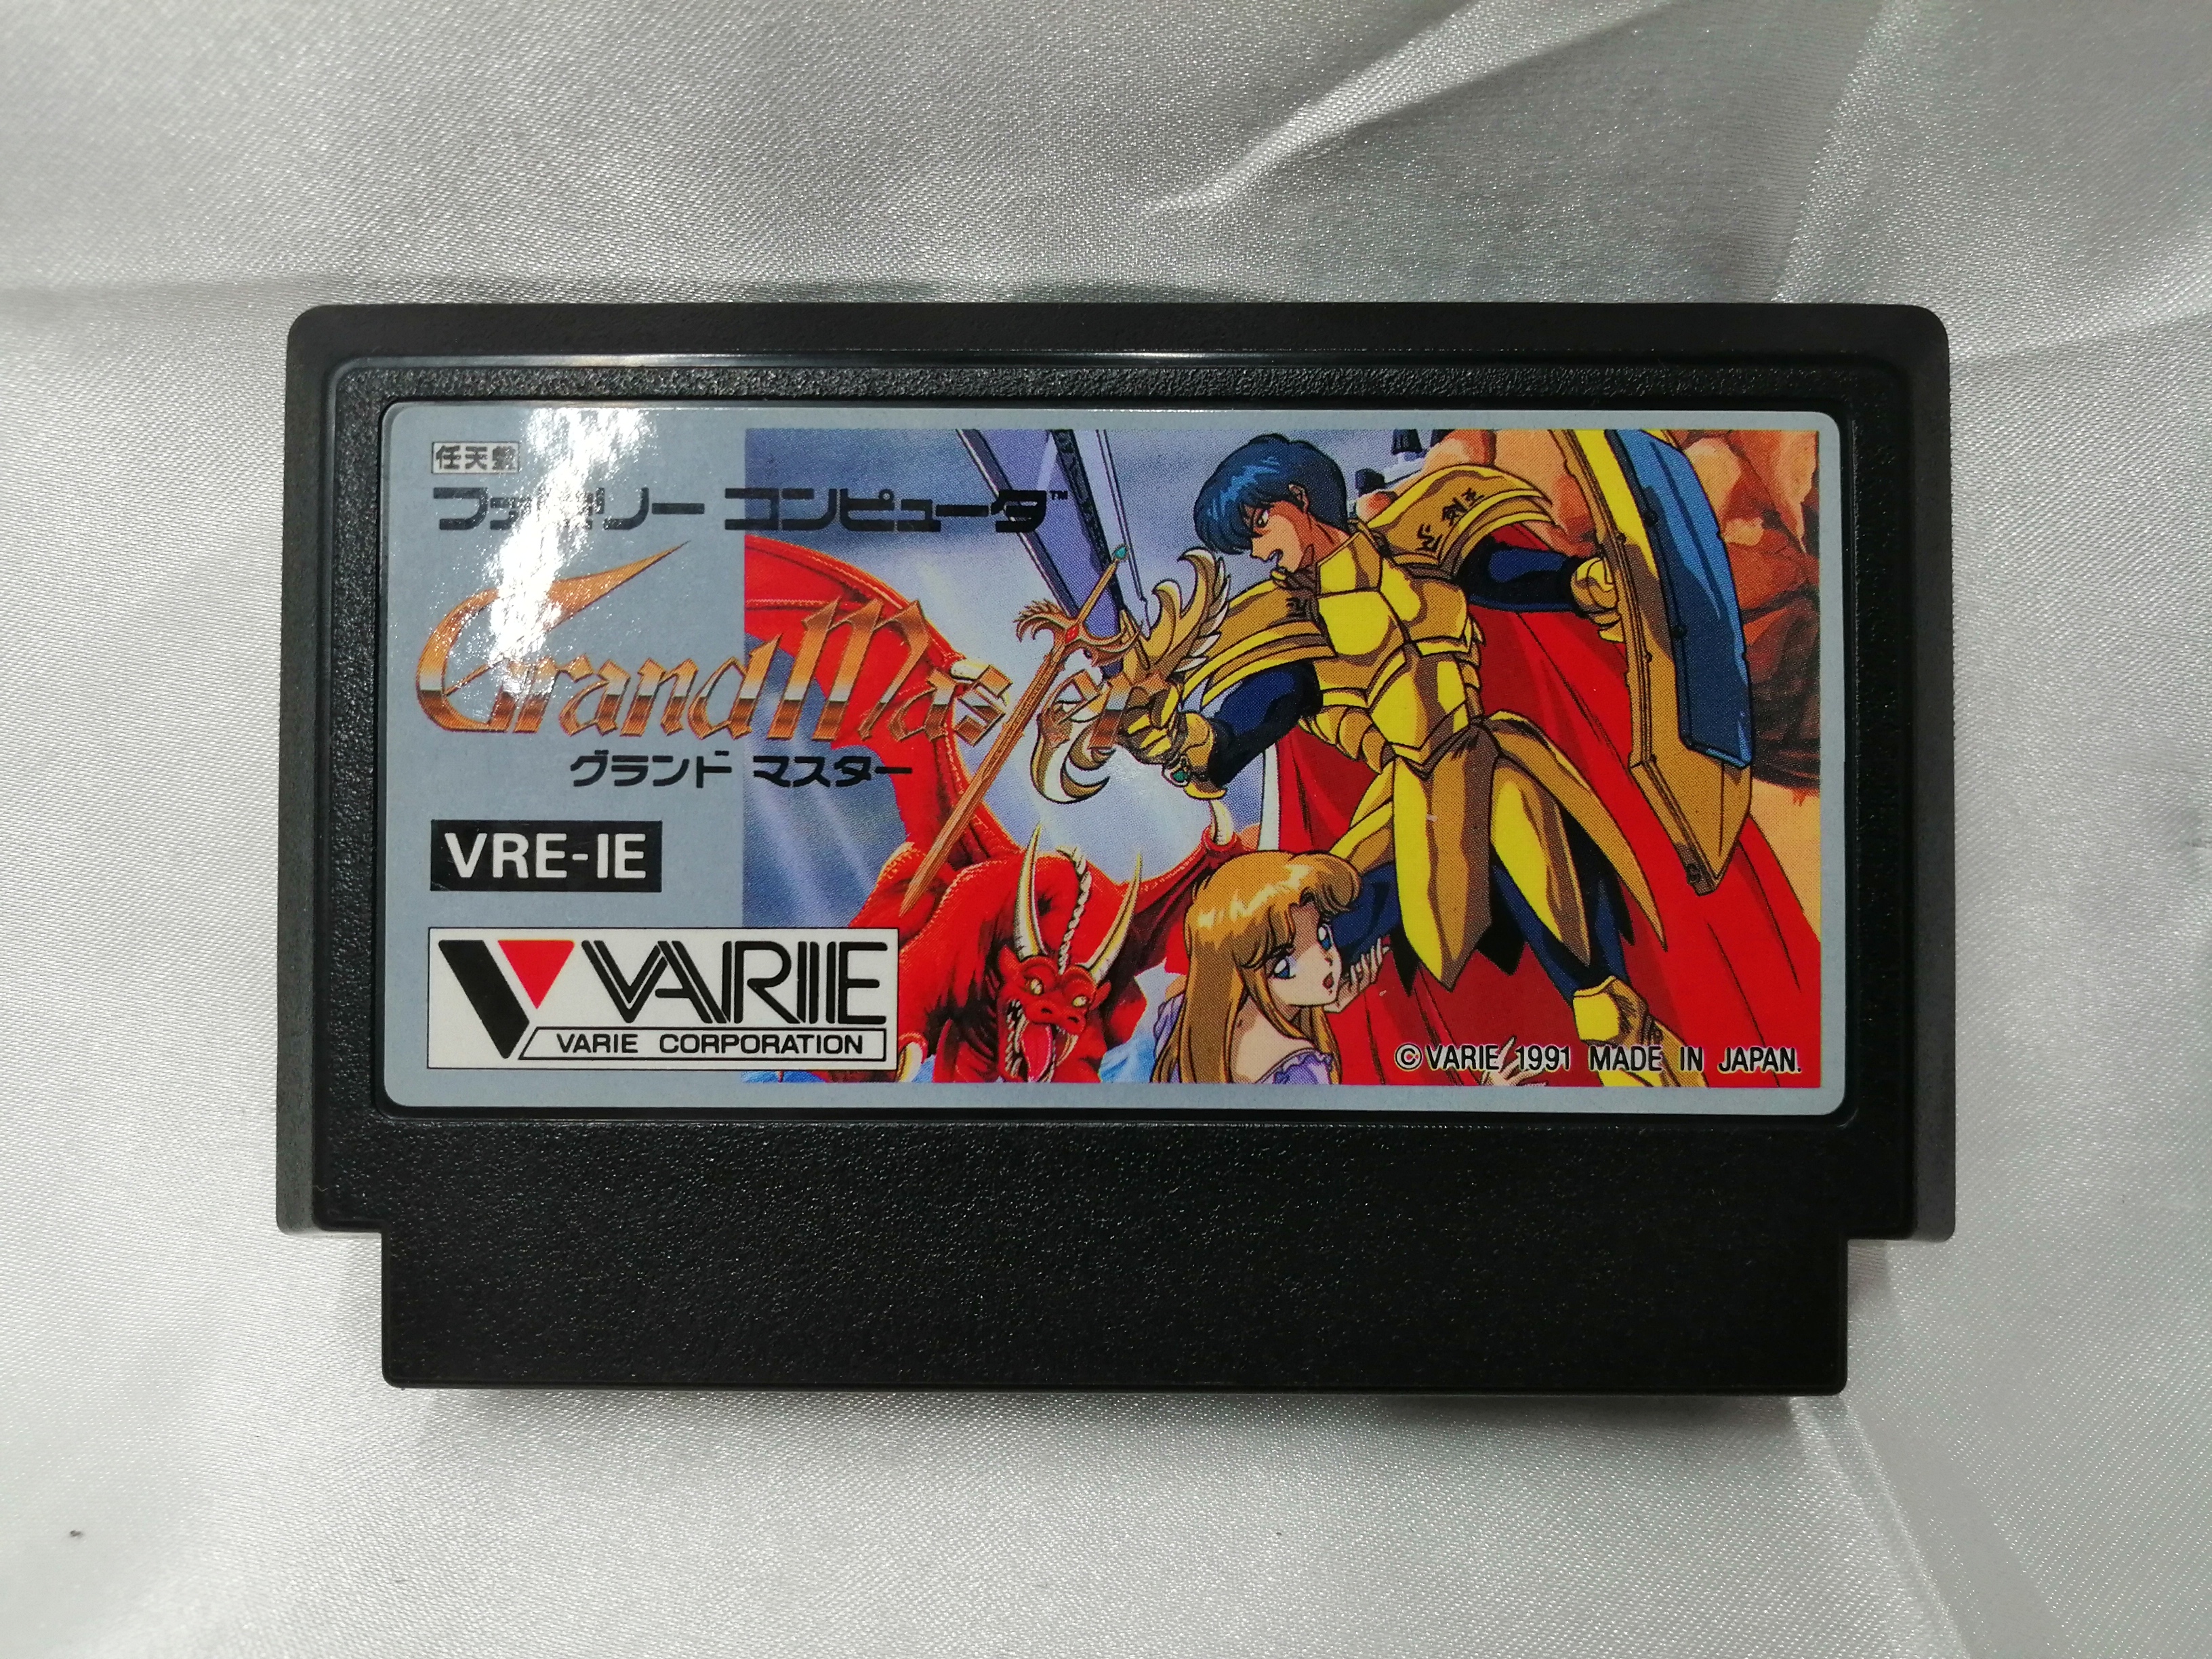 任天堂
ファミリー コンピュータ™
Grand Master
グランド マスター
VRE-IE
VARIE
VARIE CORPORATION
©VARIE 1991 MADE IN JAPAN.